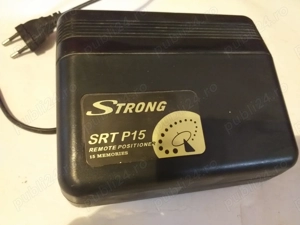 STRONG
SRT P15
REMOTE POSITIONER
15 MEMORIES